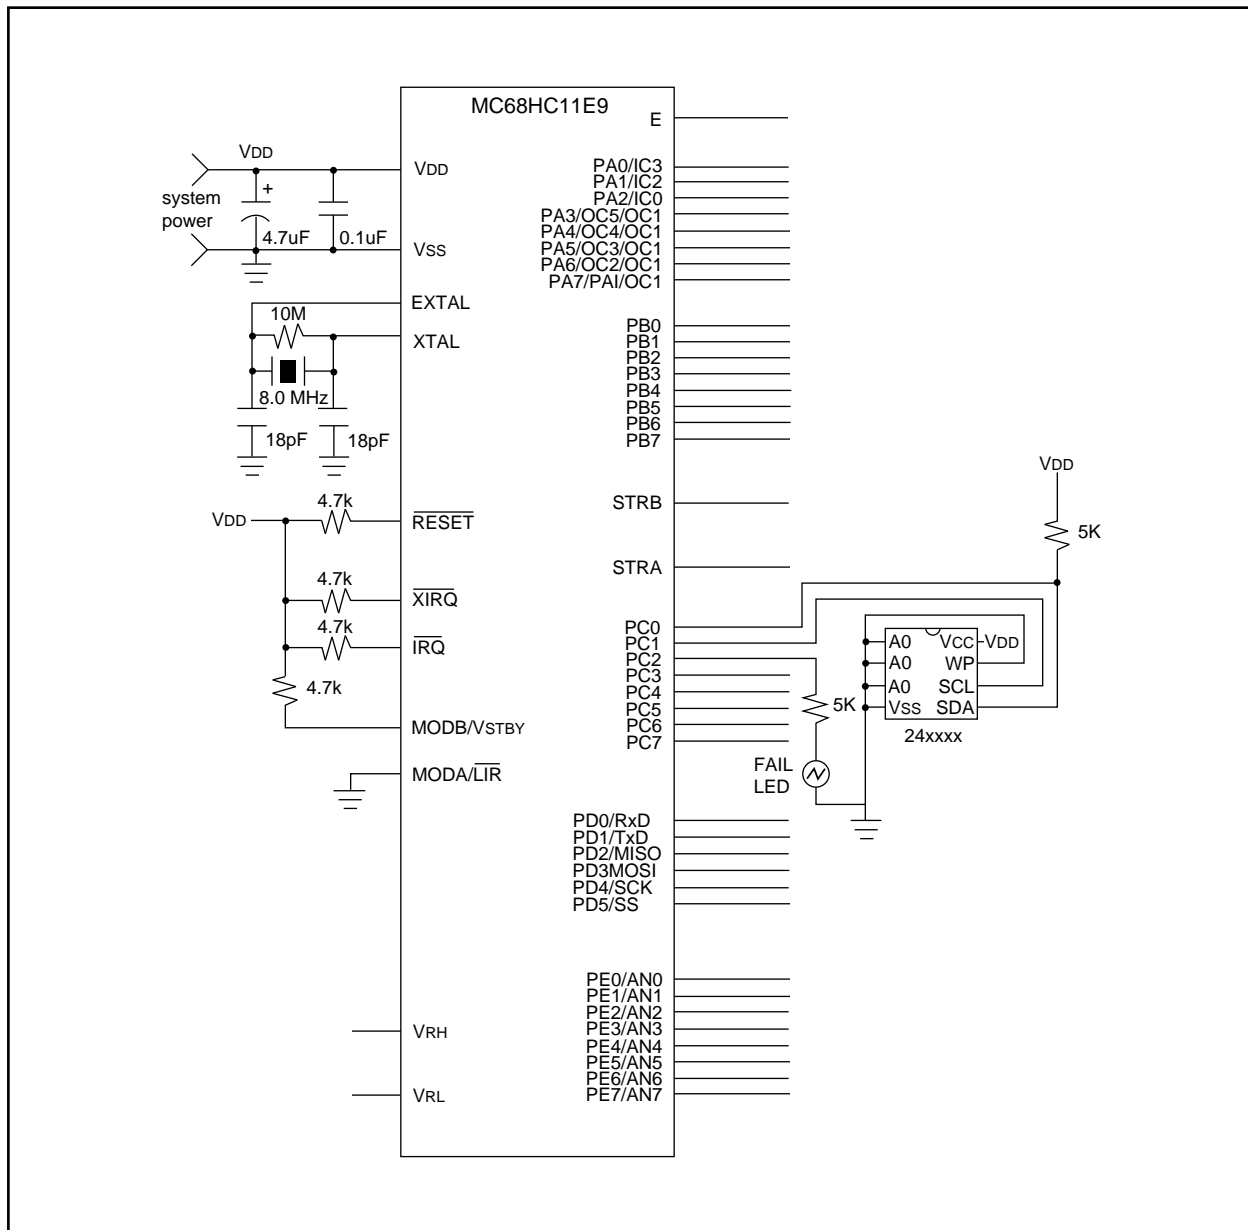 MC68HC11E9
E
VDD
VDD
system
power
+
4.7uF
0.1uF
VSS
EXTAL
10M
XTAL
8.0 MHz
18pF
18pF
4.7k
VDD
RESET
4.7k
XIRQ
4.7k
IRQ
4.7k
MODB/VSTBY
MODA/LIR
VRH
VRL
PA0/IC3
PA1/IC2
PA2/IC0
PA3/OC5/OC1
PA4/OC4/OC1
PA5/OC3/OC1
PA6/OC2/OC1
PA7/PAI/OC1
PB0
PB1
PB2
PB3
PB4
PB5
PB6
PB7
STRB
STRA
PC0
PC1
PC2
PC3
PC4
PC5
PC6
PC7
PD0/RxD
PD1/TxD
PD2/MISO
PD3MOSI
PD4/SCK
PD5/SS
PE0/AN0
PE1/AN1
PE2/AN2
PE3/AN3
PE4/AN4
PE5/AN5
PE6/AN6
PE7/AN7
VDD
5K
A0 VCC VDD
A0 WP
A0 SCL
VSS SDA
24xxxx
5K
FAIL
LED